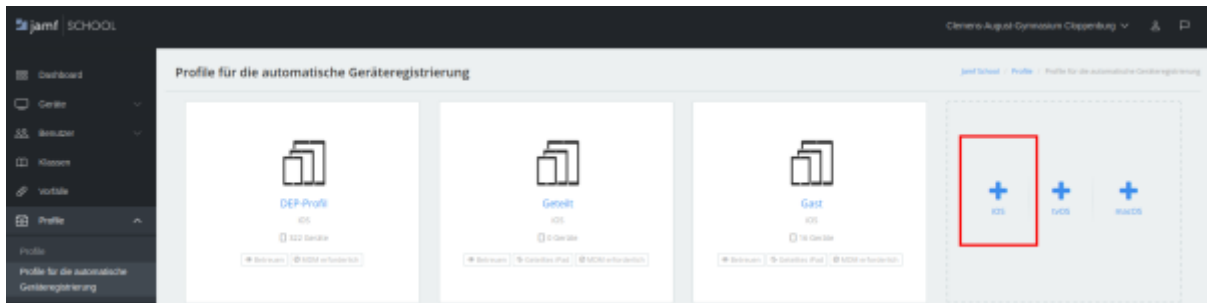 jamf SCHOOL
Clemens-August-Gymnasium Cloppenburg
Dashboard
Geräte
Benutzer
Klassen
Vorfälle
Profile
Profile
Profile für die automatische
Geräteregistrierung
Profile für die automatische Geräteregistrierung
Jamf School / Profile / Profile für die automatische Geräteregistrierung
DEP-Profil
iOS
322 Geräte
Betreuen MDM erforderlich
Geteilt
iOS
0 Geräte
Betreuen Geteiltes iPad MDM erforderlich
Gast
iOS
16 Geräte
Betreuen Geteiltes iPad MDM erforderlich
iOS
tvOS
macOS